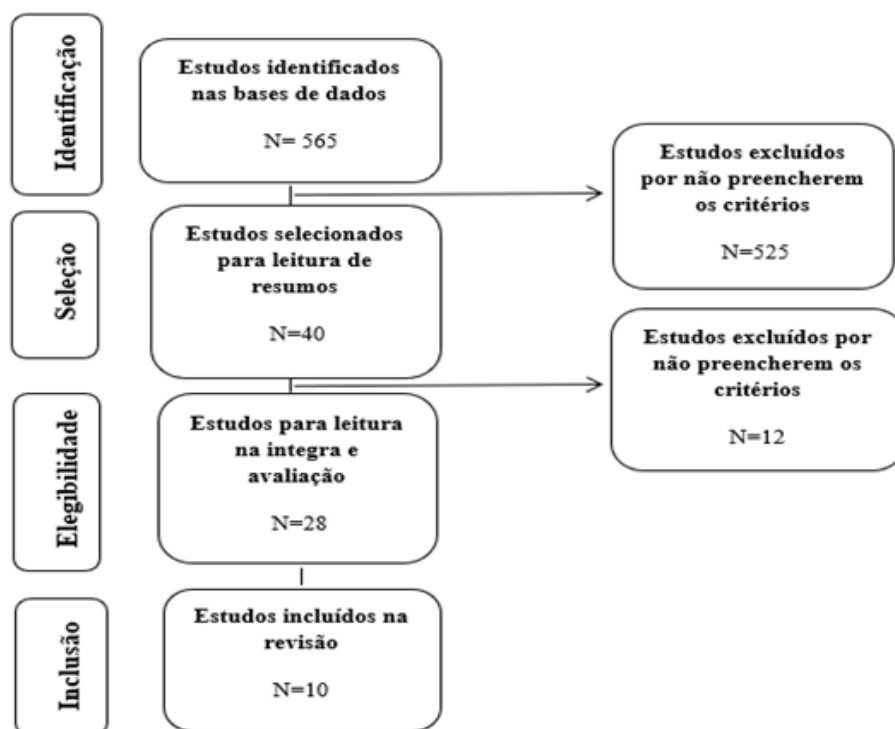 Identificação
Estudos identificados
nas bases de dados
N= 565
Estudos excluídos
por não preencherem
os critérios
N=525
Seleção
Estudos selecionados
para leitura de
resumos
N=40
Estudos excluídos por
não preencherem os
critérios
N=12
Elegibilidade
Estudos para leitura
na integra e
avaliação
N=28
Inclusão
Estudos incluídos na
revisão
N=10